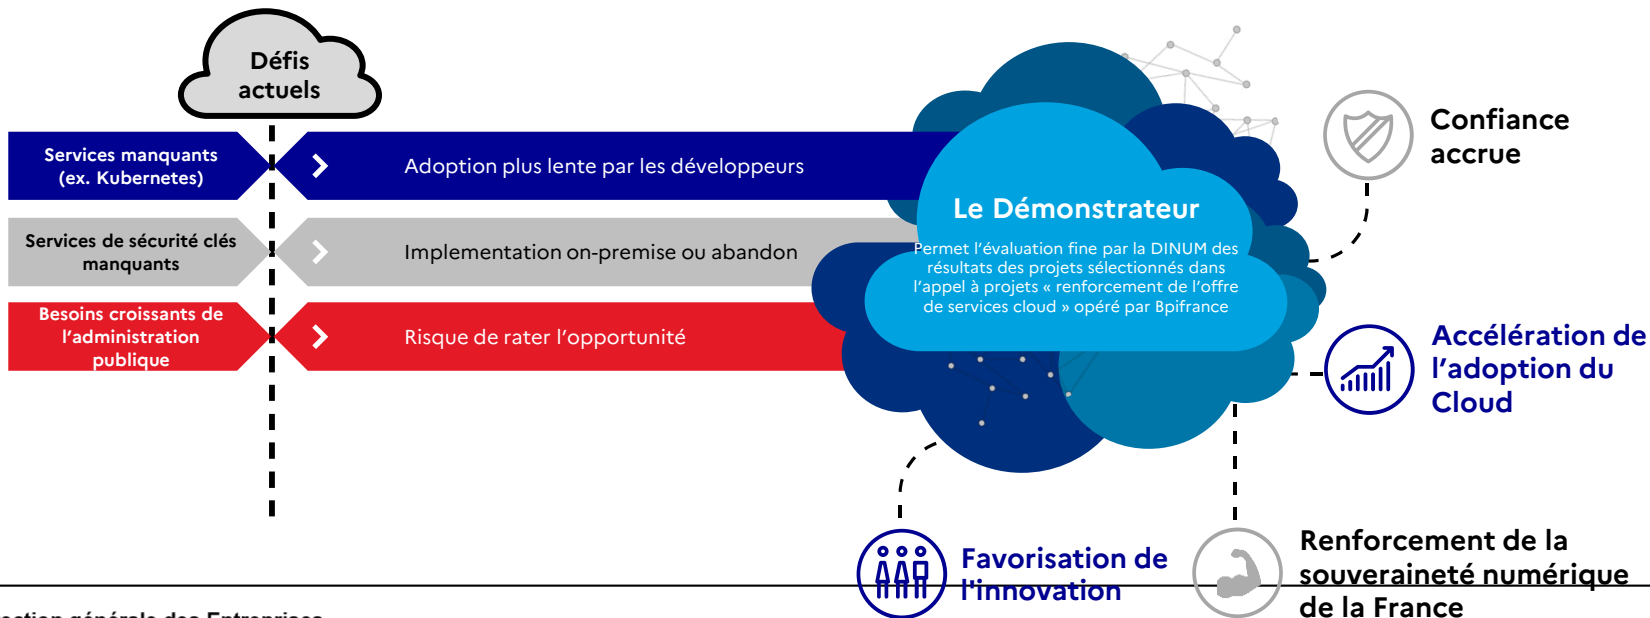 Défis
actuels
Services manquants
(ex. Kubernetes)
Adoption plus lente par les développeurs
Services de sécurité clés
manquants
Implementation on-premise ou abandon
Besoins croissants de
l’administration
publique
Risque de rater l’opportunité
Le Démonstrateur
Permet l’évaluation fine par la DINUM des
résultats des projets sélectionnés dans
l’appel à projets « renforcement de l’offre
de services cloud » opéré par Bpifrance
Confiance
accrue
Accélération de
l’adoption du
Cloud
Favorisation de
l'innovation
Renforcement de la
souveraineté numérique
de la France
générale des Entreprises